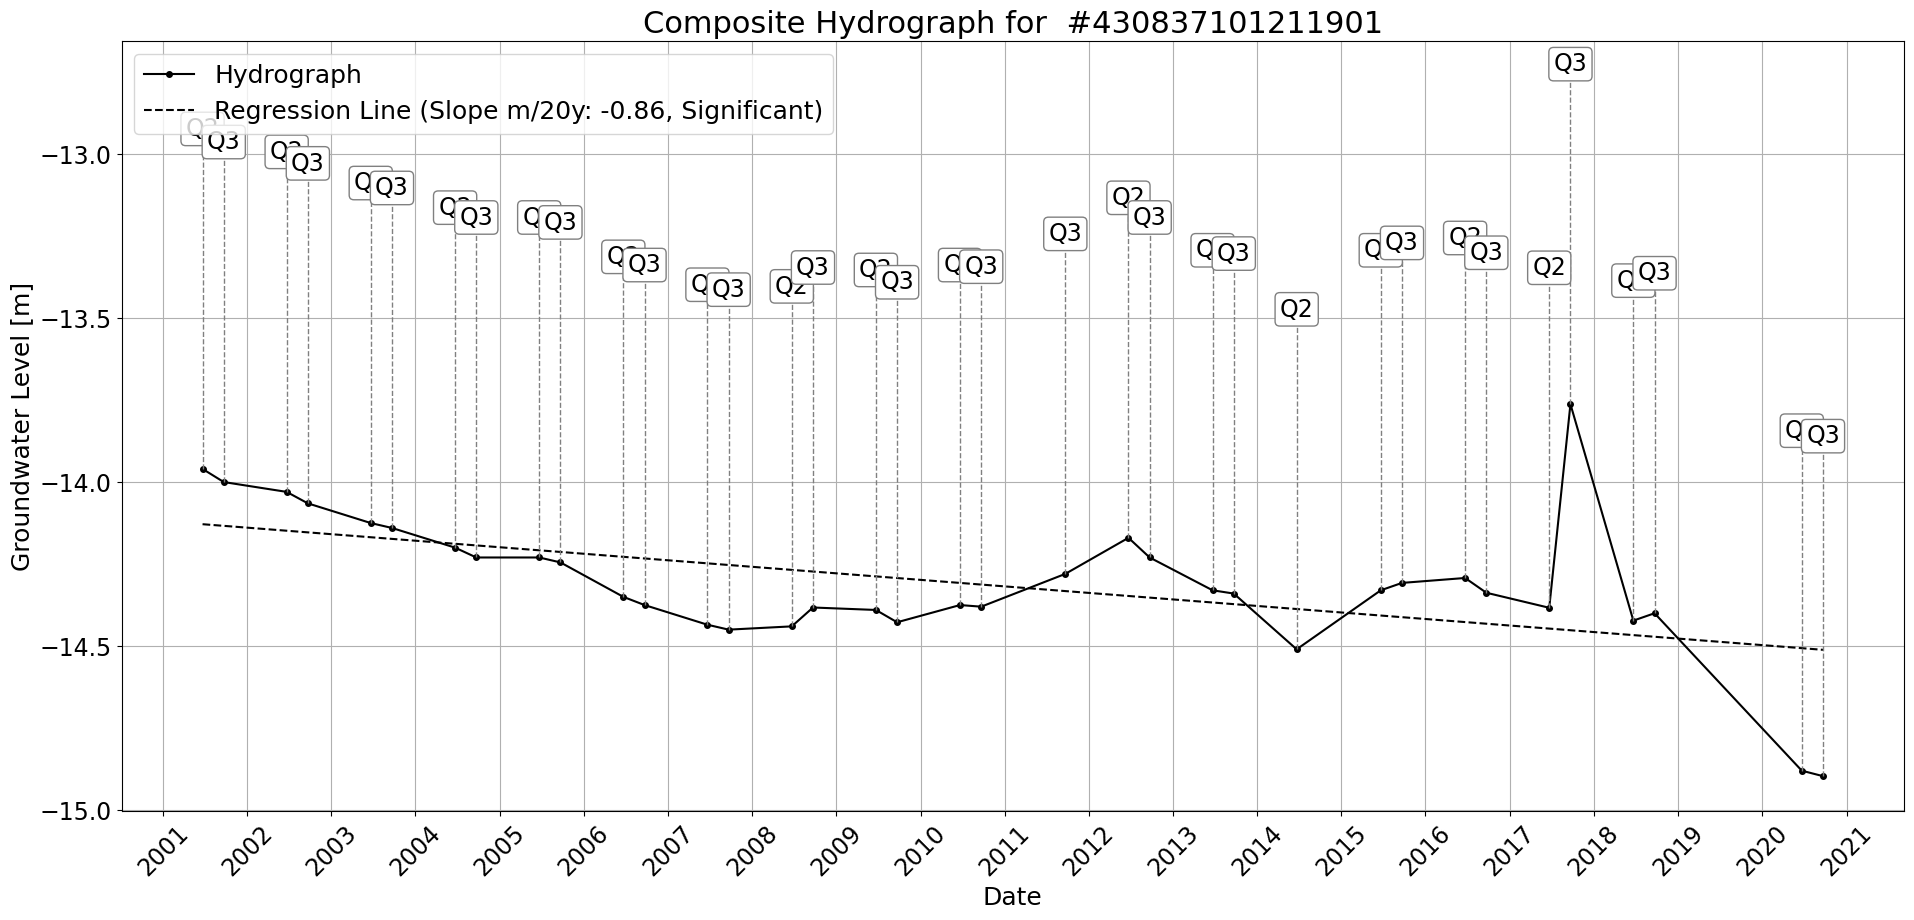 Composite Hydrograph for  #430837101211901
Hydrograph
Regression Line (Slope m/20y: -0.86, Significant)
Q3
Q3
Q3
Q3
Q3
Q3
Q3
Q2
Q3
Q3
Q3
Q3
Q2
Q3
Q3
Q2
Q3
Q3
Q2
Q3
Q3
Q3
Groundwater Level [m]
−13.0
−13.5
−14.0
−14.5
−15.0
2001
2002
2003
2004
2005
2006
2007
2008
2009
2010
2011
2012
2013
2014
2015
2016
2017
2018
2019
2020
2021
Date